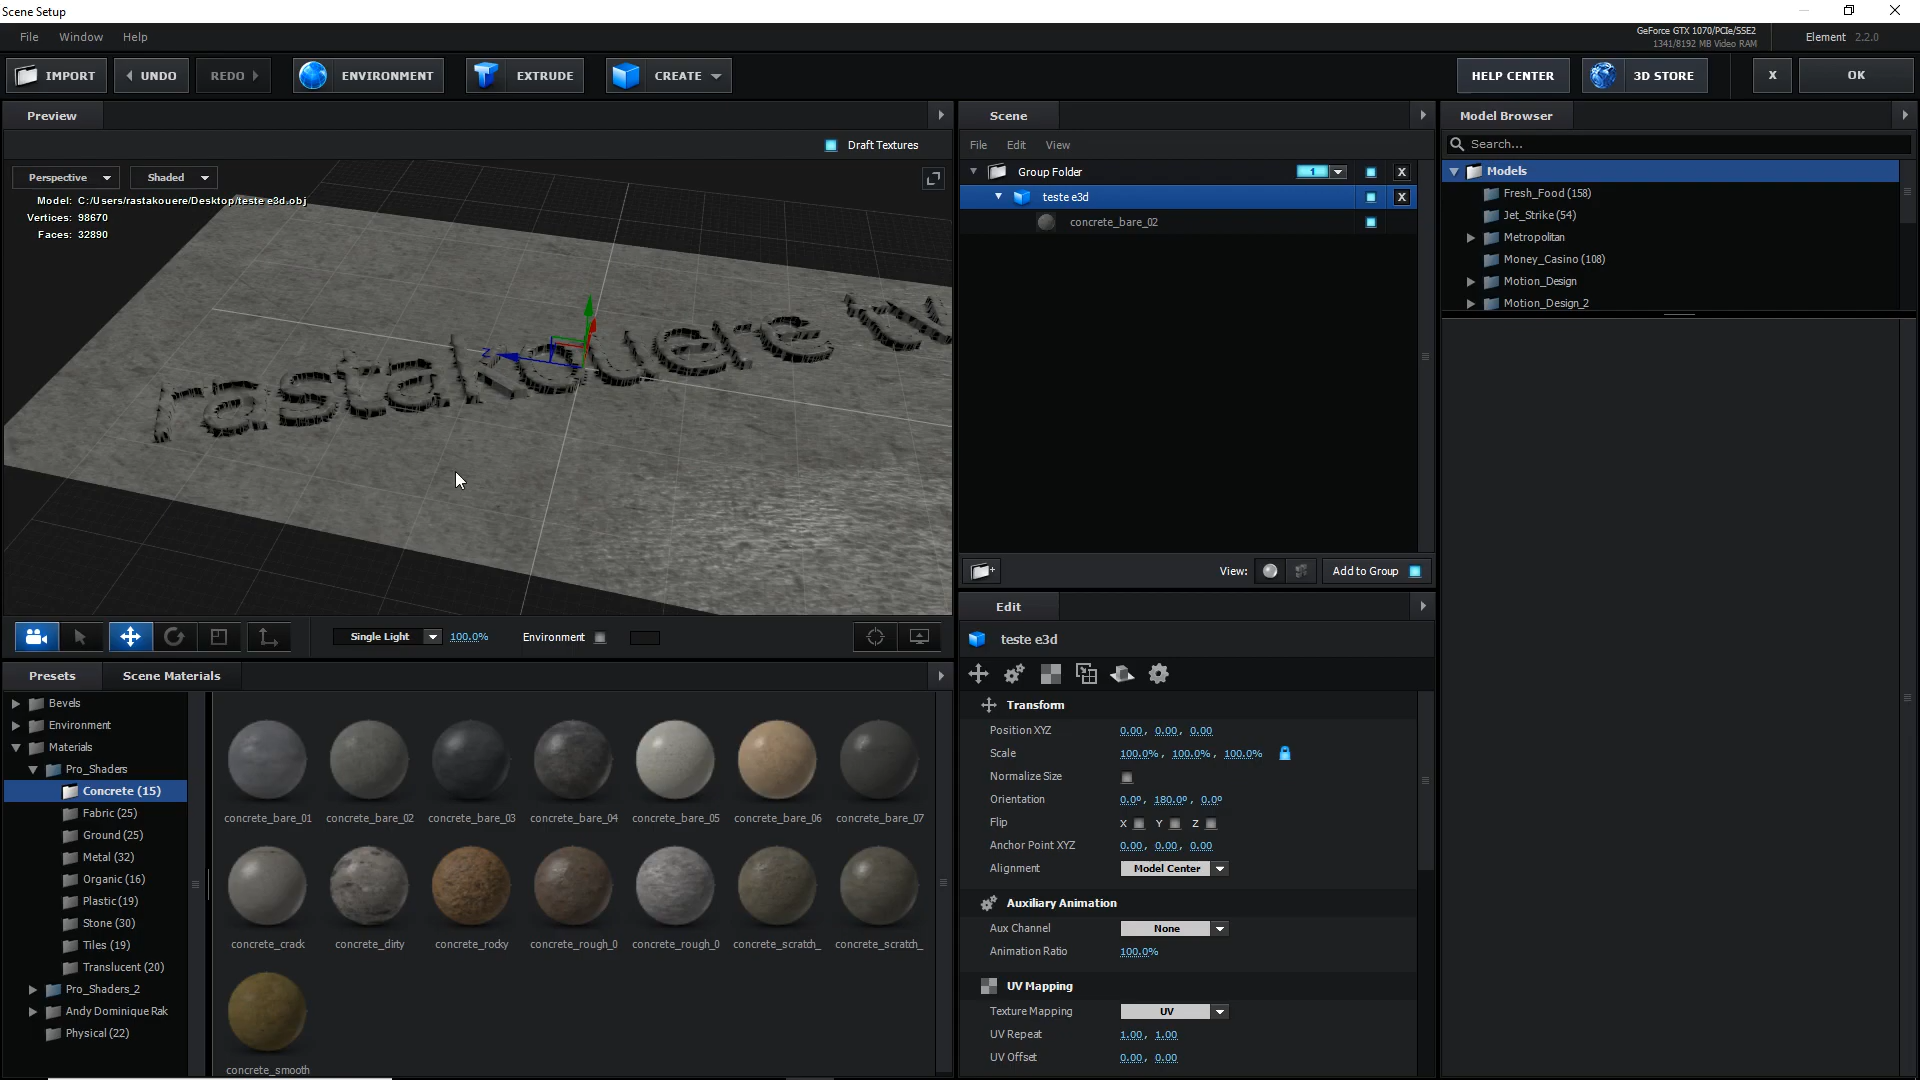 Scene Setup
File Window Help
GeForce GTX 1070/PCIe/SSE2
1341/8192 MB Video RAM
Element 2.2.0
IMPORT UNDO REDO ENVIRONMENT EXTRUDE CREATE HELP CENTER 3D STORE X OK
Preview
Draft Textures
Perspective Shaded
Model: C:/Users/rastakouere/Desktop/teste e3d.obj
Vertices: 98670
Faces: 32890
rastakouere
Z
Single Light 100.0% Environment
Scene
File Edit View
Group Folder 1 X
teste e3d X
concrete_bare_02
View: Add to Group
Model Browser
Search...
Models
Fresh_Food (158)
Jet_Strike (54)
Metropolitan
Money_Casino (108)
Motion_Design
Motion_Design_2
Presets Scene Materials
Bevels
Environment
Materials
Pro_Shaders
Concrete (15)
Fabric (25)
Ground (25)
Metal (32)
Organic (16)
Plastic (19)
Stone (30)
Tiles (19)
Translucent (20)
Pro_Shaders_2
Andy Dominique Rak
Physical (22)
concrete_bare_01 concrete_bare_02 concrete_bare_03 concrete_bare_04 concrete_bare_05 concrete_bare_06 concrete_bare_07
concrete_crack concrete_dirty concrete_rocky concrete_rough_0 concrete_rough_0 concrete_scratch_ concrete_scratch_
concrete_smooth
Edit
teste e3d
Transform
Position XYZ 0.00, 0.00, 0.00
Scale 100.0%, 100.0%, 100.0%
Normalize Size
Orientation 0.0º, 180.0º, 0.0º
Flip X Y Z
Anchor Point XYZ 0.00, 0.00, 0.00
Alignment Model Center
Auxiliary Animation
Aux Channel None
Animation Ratio 100.0%
UV Mapping
Texture Mapping UV
UV Repeat 1.00, 1.00
UV Offset 0.00, 0.00